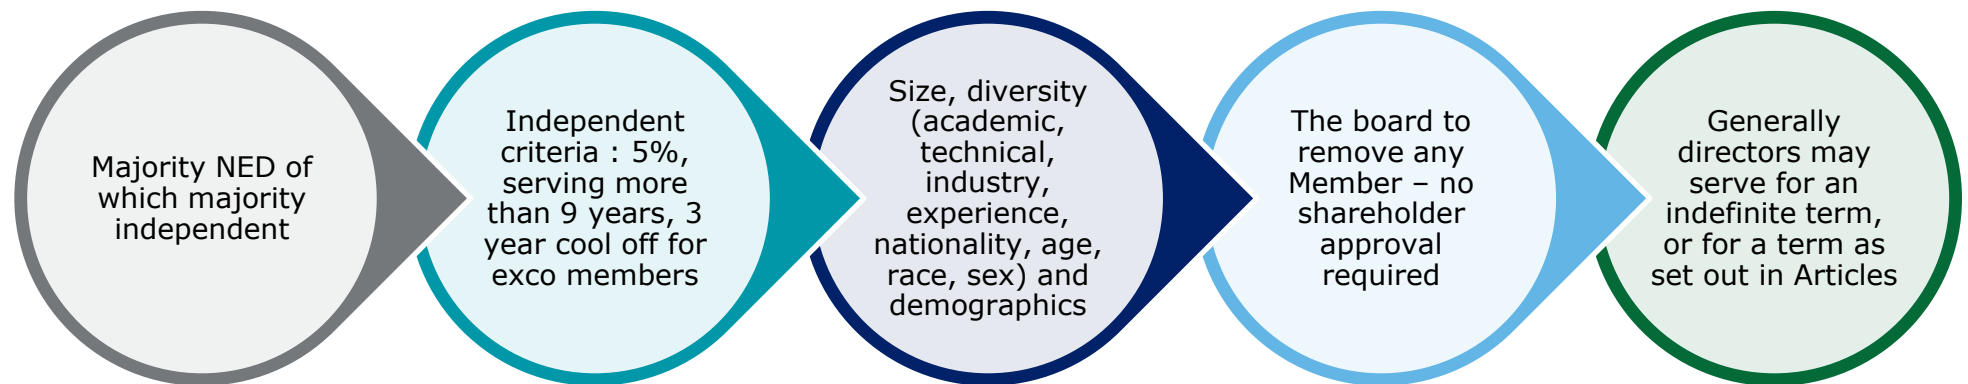 Majority NED of
which majority
independent
Independent
criteria : 5%,
serving more
than 9 years, 3
year cool off for
exco members
Size, diversity
(academic,
technical,
industry,
experience,
nationality, age,
race, sex) and
demographics
The board to
remove any
Member – no
shareholder
approval
required
Generally
directors may
serve for an
indefinite term,
or for a term as
set out in Articles